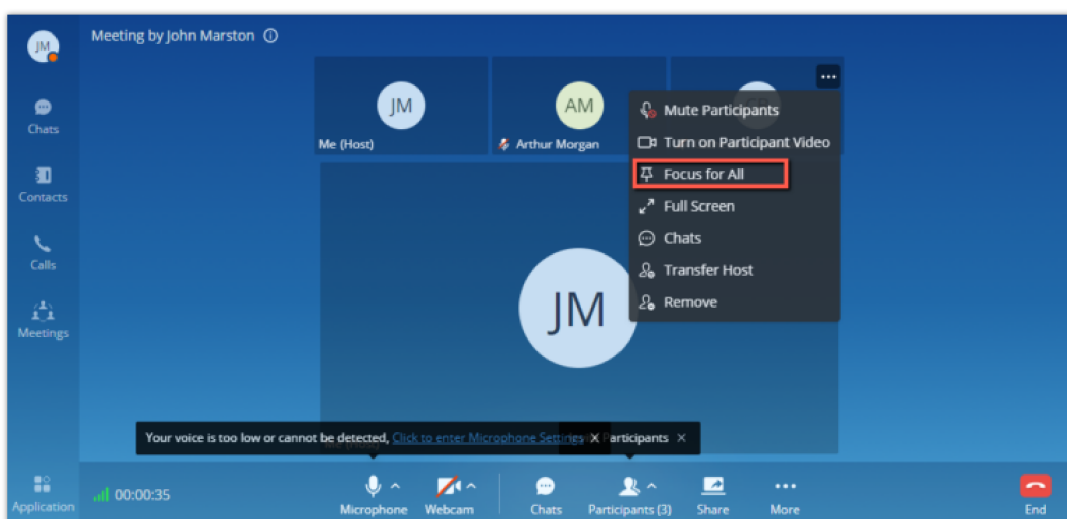 JM
Meeting by John Marston
Chats
Contacts
Calls
Meetings
Application
JM
Me (Host)
AM
Arthur Morgan
Mute Participants
Turn on Participant Video
Focus for All
Full Screen
Chats
Transfer Host
Remove
JM
Your voice is too low or cannot be detected, Click to enter Microphone Settings X
articipants X
00:00:35
Microphone
Webcam
Chats
Participants (3)
Share
More
End